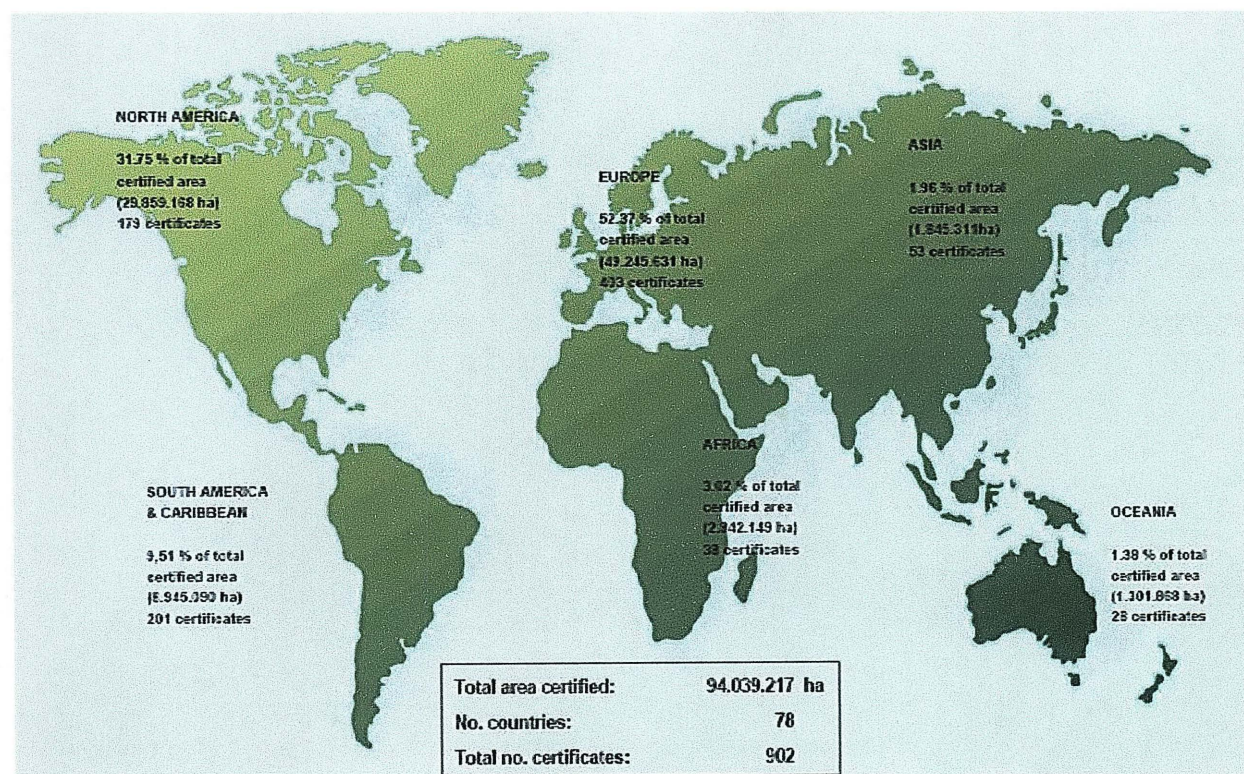 NORTH AMERICA
31.75 % of total
certified area
(29.859.168 ha)
179 certificates
EUROPE
52.37 % of total
certified area
(49.245.631 ha)
403 certificates
ASIA
1.96 % of total
certified area
(1.845.311ha)
53 certificates
AFRICA
3.02 % of total
certified area
(2.842.149 ha)
38 certificates
SOUTH AMERICA
& CARIBBEAN
9,51 % of total
certified area
(8.945.090 ha)
201 certificates
OCEANIA
1.38 % of total
certified area
(1.301.868 ha)
28 certificates
Total area certified: 94.039.217 ha
No. countries: 78
Total no. certificates: 902